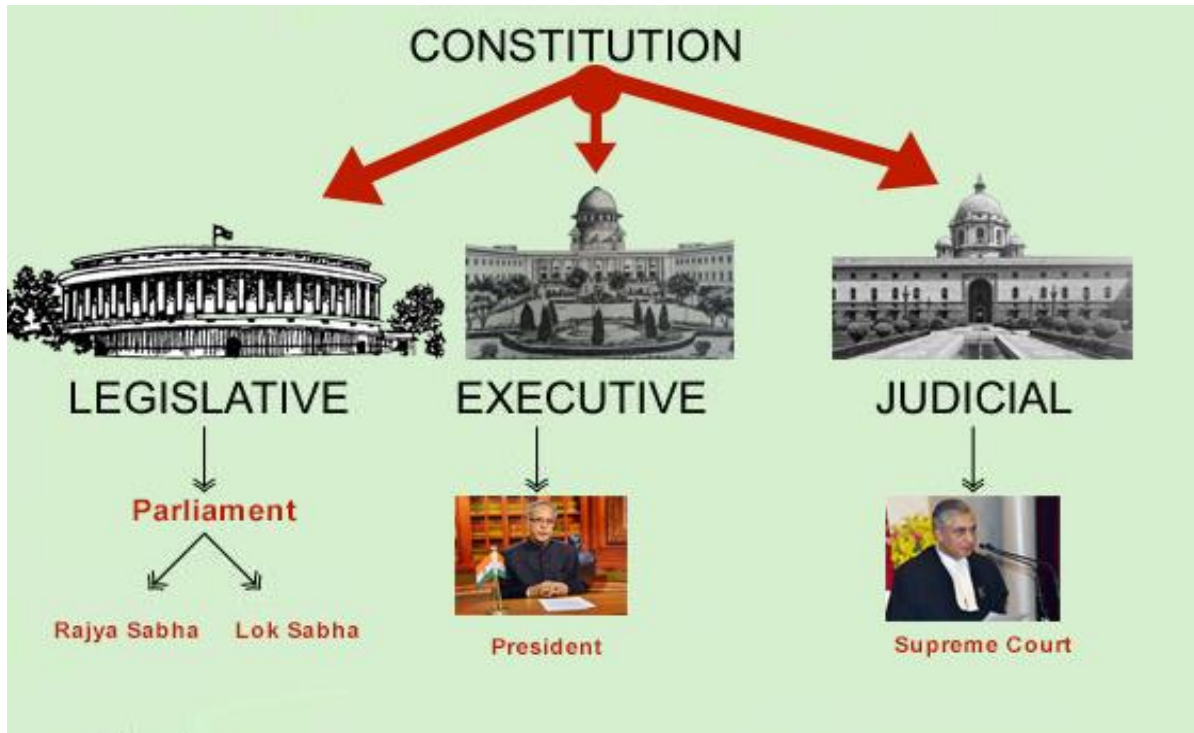 CONSTITUTION
LEGISLATIVE
EXECUTIVE
JUDICIAL
Parliament
Rajya Sabha
Lok Sabha
President
Supreme Court